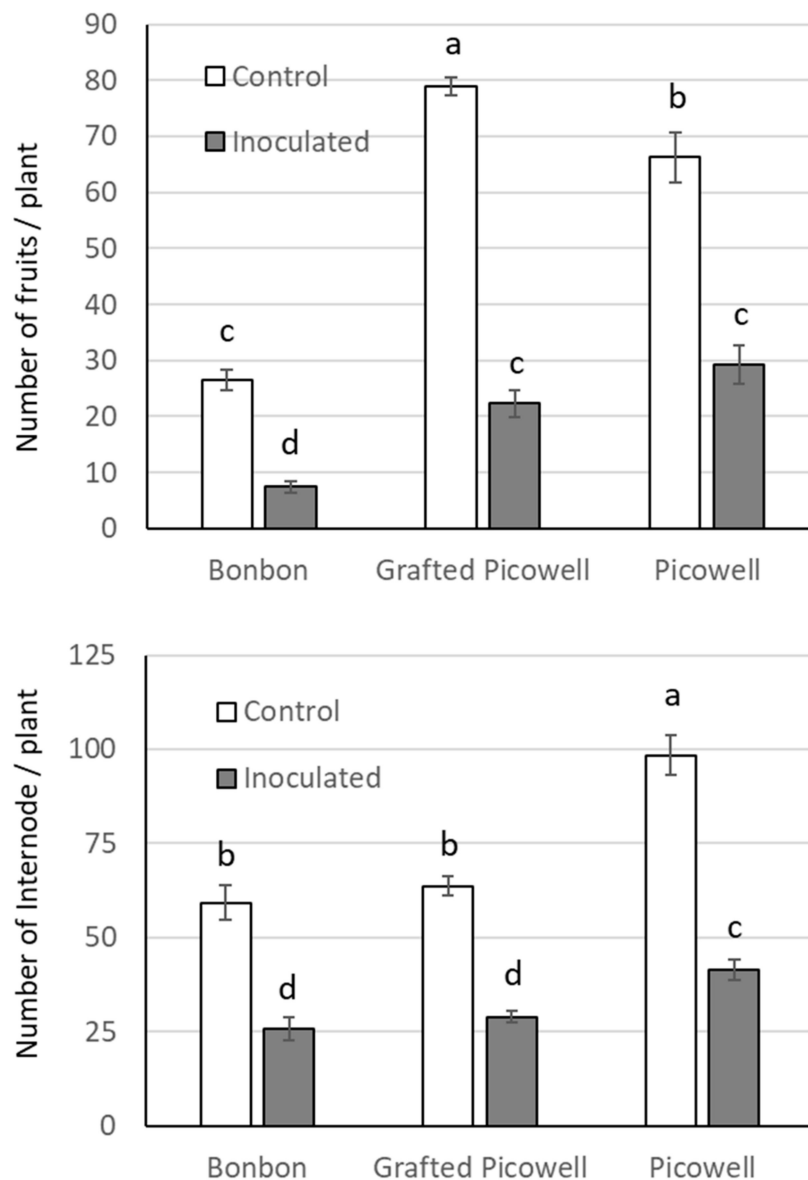 Number of fruits / plant
90
80
70
60
50
40
30
20
10
0
Control
Inoculated
c
d
a
c
b
c
Bonbon
Grafted Picowell
Picowell
Number of Internode / plant
125
100
75
50
25
0
Control
Inoculated
b
d
b
d
a
c
Bonbon
Grafted Picowell
Picowell